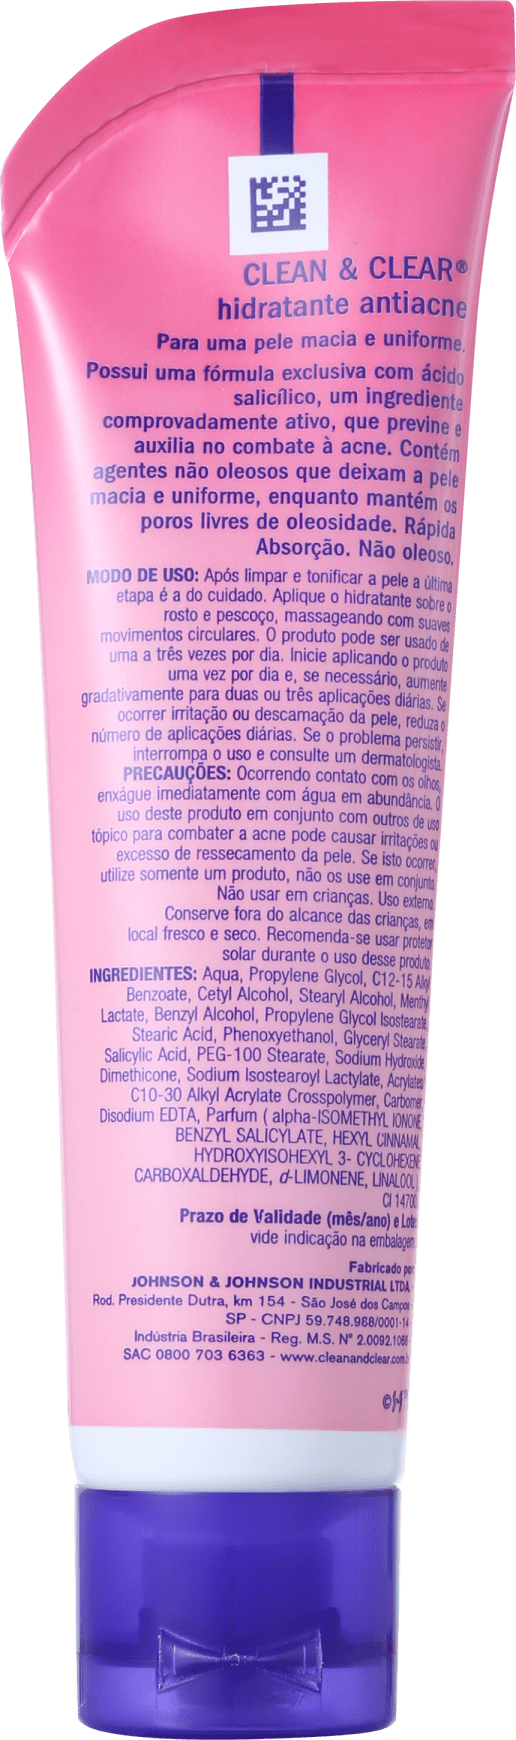 CLEAN & CLEAR®
hidratante antiacne
Para uma pele macia e uniforme.
Possui uma fórmula exclusiva com ácido
salicílico, um ingrediente
comprovadamente ativo, que previne e
auxilia no combate à acne. Contém
agentes não oleosos que deixam a pele
macia e uniforme, enquanto mantém os
poros livres de oleosidade. Rápida
Absorção. Não oleoso.
MODO DE USO: Após limpar e tonificar a pele a última
etapa é a do cuidado. Aplique o hidratante sobre o
rosto e pescoço, massageando com suaves
movimentos circulares. O produto pode ser usado de
uma a três vezes por dia. Inicie aplicando o produto
uma vez por dia e, se necessário, aumente
gradativamente para duas ou três aplicações diárias. Se
ocorrer irritação ou descamação da pele, reduza o
número de aplicações diárias. Se o problema persistir,
interrompa o uso e consulte um dermatologista.
PRECAUÇÕES: Ocorrendo contato com os olhos,
enxágue imediatamente com água em abundância. O
uso deste produto em conjunto com outros de uso
tópico para combater a acne pode causar irritações ou
excesso de ressecamento da pele. Se isto ocorrer,
utilize somente um produto, não os use em conjunto.
Não usar em crianças. Uso externo.
Conserve fora do alcance das crianças, em
local fresco e seco. Recomenda-se usar protetor
solar durante o uso desse produto.
INGREDIENTES: Aqua, Propylene Glycol, C12-15 Alkyl
Benzoate, Cetyl Alcohol, Stearyl Alcohol, Menthyl
Lactate, Benzyl Alcohol, Propylene Glycol Isostearate,
Stearic Acid, Phenoxyethanol, Glyceryl Stearate,
Salicylic Acid, PEG-100 Stearate, Sodium Hydroxide,
Dimethicone, Sodium Isostearoyl Lactylate, Acrylates
C10-30 Alkyl Acrylate Crosspolymer, Carbomer,
Disodium EDTA, Parfum ( alpha-ISOMETHYL IONONE,
BENZYL SALICYLATE, HEXYL CINNAMAL,
HYDROXYISOHEXYL 3- CYCLOHEXENE
CARBOXALDEHYDE, d-LIMONENE, LINALOOL ),
CI 14700.
Prazo de Validade (mês/ano) e Lote:
vide indicação na embalagem.
Fabricado por:
JOHNSON & JOHNSON INDUSTRIAL LTDA. -
Rod. Presidente Dutra, km 154 - São José dos Campos -
SP - CNPJ 59.748.988/0001-14
Indústria Brasileira - Reg. M.S. Nº 2.0092.1068 -
SAC 0800 703 6363 - www.cleanandclear.com.b